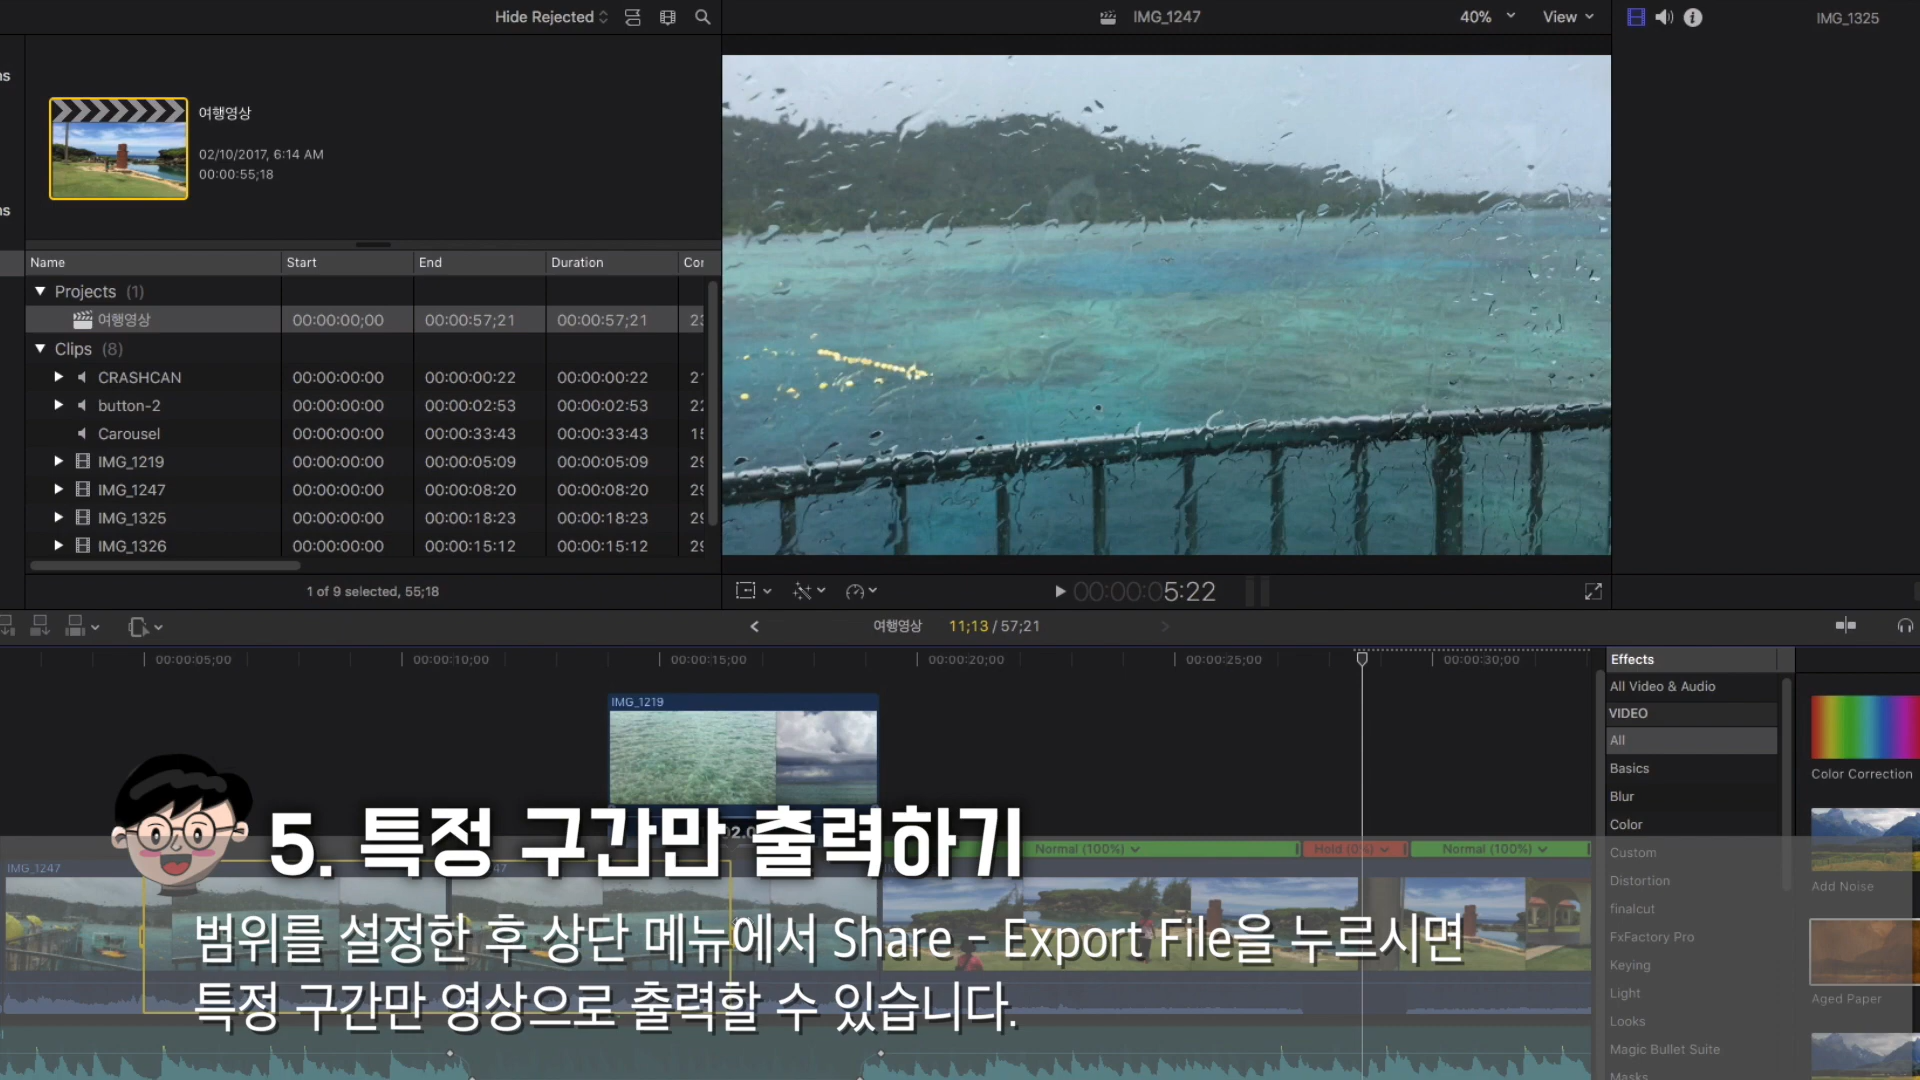 Hide Rejected
IMG_1247
40%
View
IMG_1325
여행영상
02/10/2017, 6:14 AM
00:00:55;18
Name Start End Duration
Projects (1)
여행영상 00:00:00;00 00:00:57;21 00:00:57;21
Clips (8)
CRASHCAN 00:00:00:00 00:00:00:22 00:00:00:22
button-2 00:00:00:00 00:00:02:53 00:00:02:53
Carousel 00:00:00:00 00:00:33:43 00:00:33:43
IMG_1219 00:00:00:00 00:00:05:09 00:00:05:09
IMG_1247 00:00:00:00 00:00:08:20 00:00:08:20
IMG_1325 00:00:00:00 00:00:18:23 00:00:18:23
IMG_1326 00:00:00:00 00:00:15:12 00:00:15:12
1 of 9 selected, 55;18
00:00:05:22
여행영상 11;13 / 57;21
00:00:05;00 00:00:10;00 00:00:15;00 00:00:20;00 00:00:25;00 00:00:30;00
IMG_1219
Effects
All Video & Audio
VIDEO
All
Basics
Blur
Color
Custom
Distortion
finalcut
FxFactory Pro
Keying
Light
Looks
Magic Bullet Suite
Masks
Color Correction
Add Noise
Aged Paper
Normal (100%) Hold (0%) Normal (100%)
IMG_1247
5. 특정 구간만 출력하기
범위를 설정한 후 상단 메뉴에서 Share - Export File을 누르시면
특정 구간만 영상으로 출력할 수 있습니다.